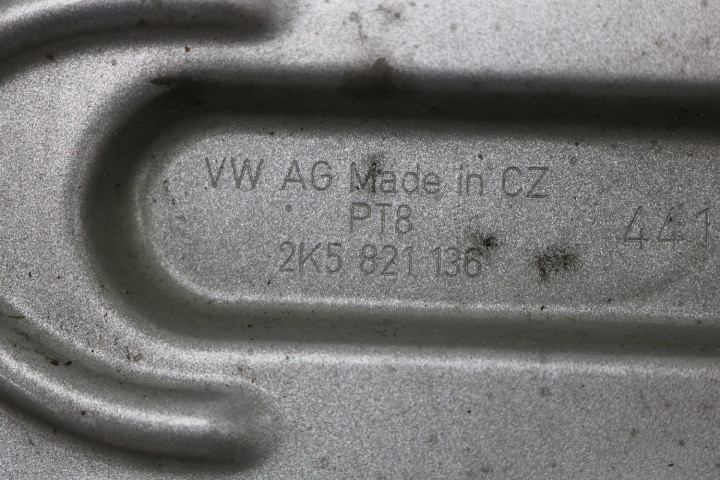 VW AG Made in CZ
PT8
2K5 821 136
441